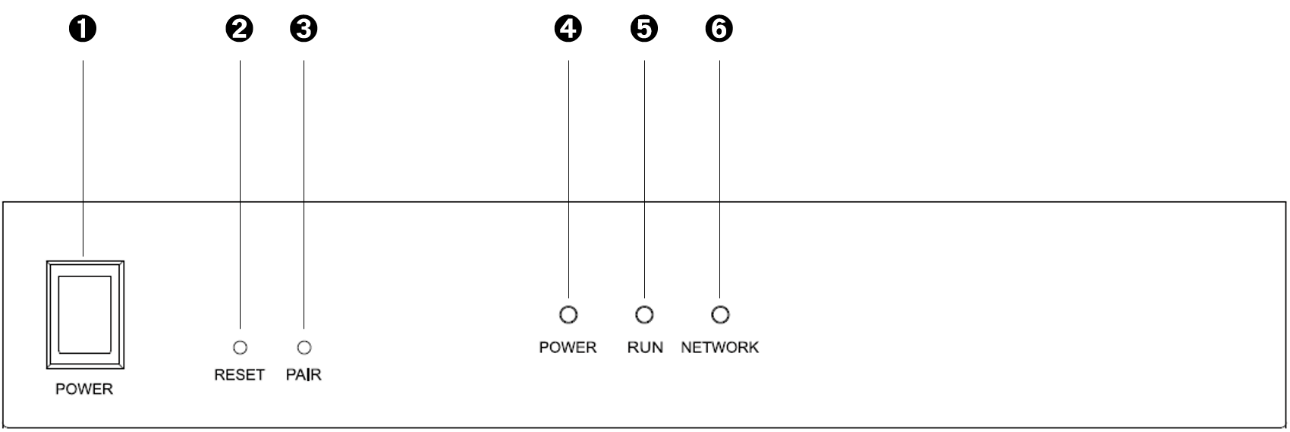 ❶ ❷ ❸ ❹ ❺ ❻
POWER RUN NETWORK
RESET PAIR
POWER